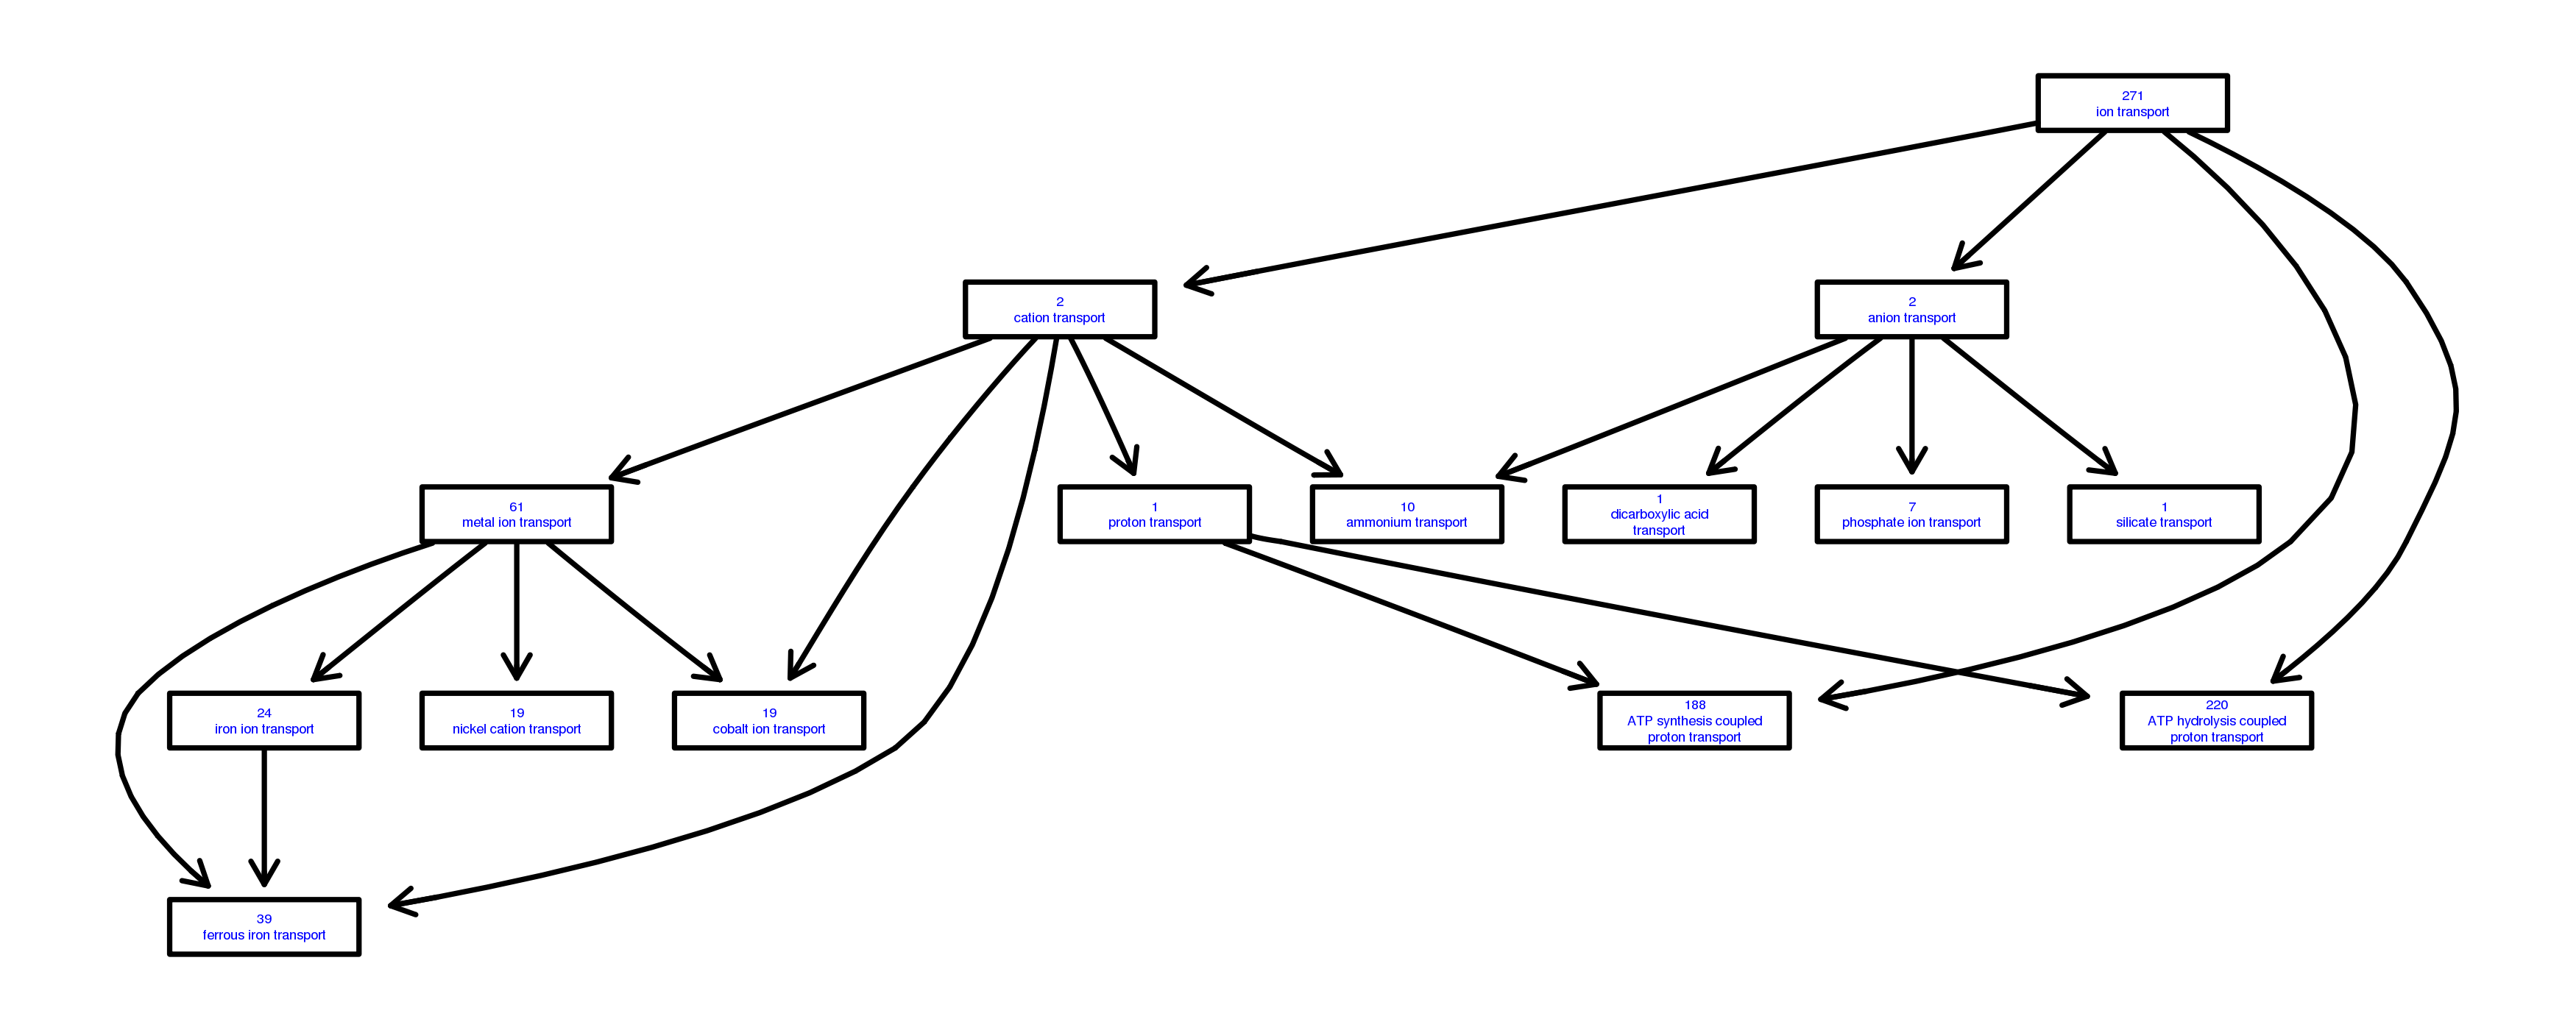 271
ion transport
2
cation transport
2
anion transport
61
metal ion transport
1
proton transport
10
ammonium transport
1
dicarboxylic acid
transport
7
phosphate ion transport
1
silicate transport
24
iron ion transport
19
nickel cation transport
19
cobalt ion transport
188
ATP synthesis coupled
proton transport
220
ATP hydrolysis coupled
proton transport
39
ferrous iron transport